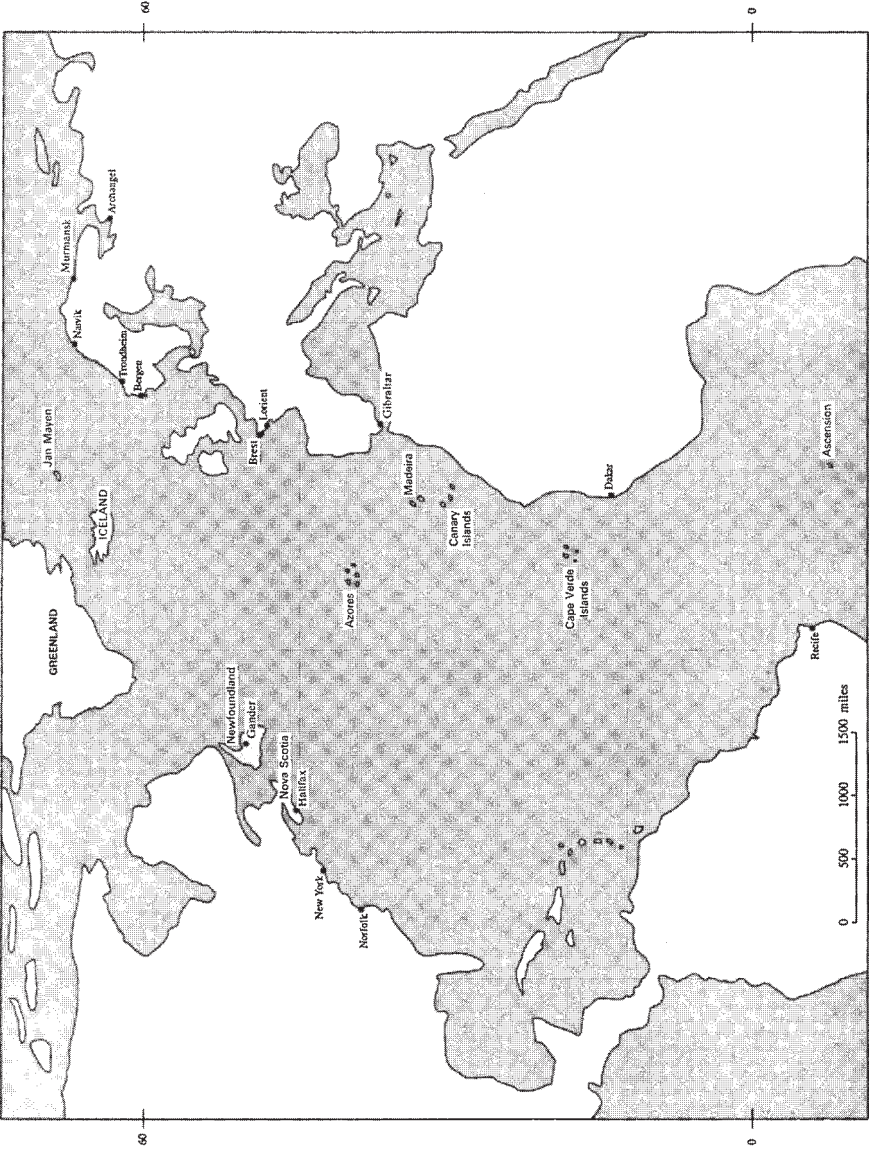 60
0
Murmansk
Archangel
Narvik
Trondheim
Bergen
Jan Mayen
ICELAND
GREENLAND
Lorient
Brest
Gibraltar
Madeira
Canary
Islands
Azores
Dakar
Cape Verde
Islands
Ascension
Recife
Newfoundland
Gander
Nova Scotia
Halifax
New York
Norfolk
0
500
1000
1500 miles
60
0